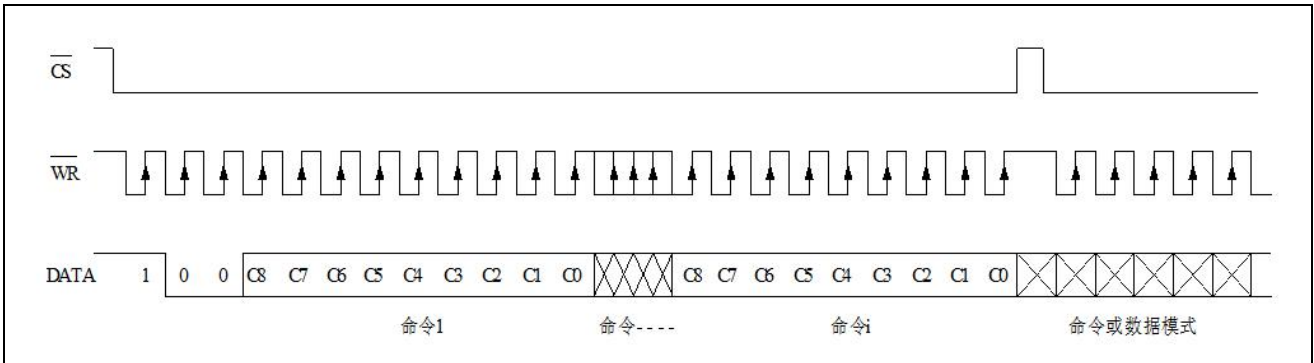 CS
WR
DATA 1 0 0 C8 C7 C6 C5 C4 C3 C2 C1 C0 C8 C7 C6 C5 C4 C3 C2 C1 C0
命令1 命令---- 命令i 命令或数据模式